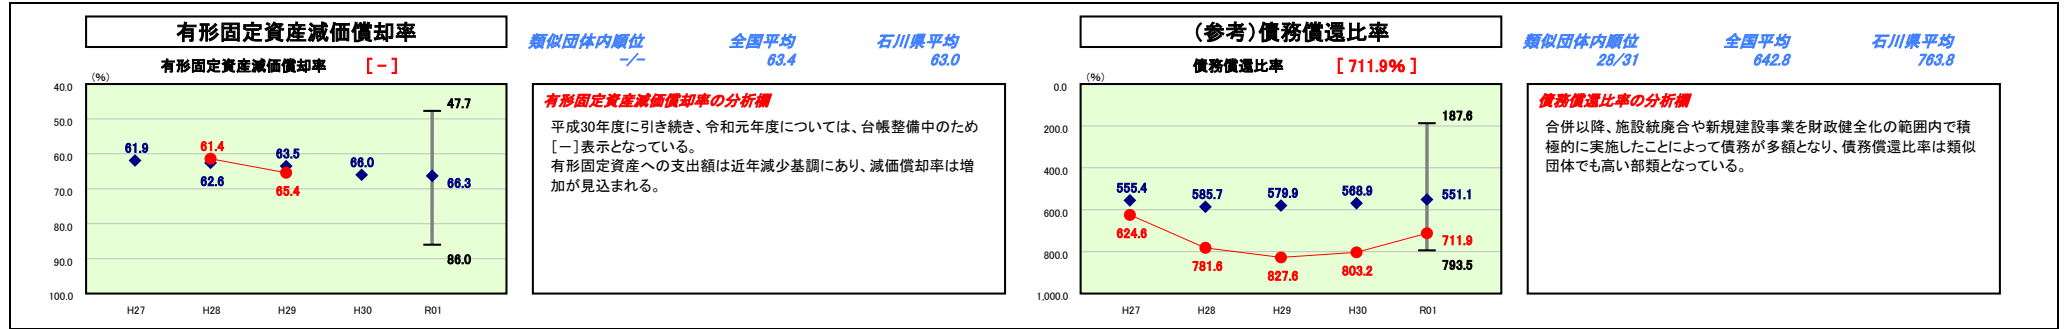 有形固定資産減価償却率
有形固定資産減価償却率 [ － ]
類似団体内順位 全国平均 石川県平均
－/－ 63.4 63.0
(％)
40.0
50.0
60.0
70.0
80.0
90.0
100.0
47.7
61.9 61.4 63.5 66.0
62.6 65.4 66.3
86.0
H27 H28 H29 H30 R01
有形固定資産減価償却率の分析欄
平成30年度に引き続き、令和元年度については、台帳整備中のため
［－］表示となっている。
有形固定資産への支出額は近年減少基調にあり、減価償却率は増
加が見込まれる。
（参考）債務償還比率
債務償還比率 [ 711.9% ]
類似団体内順位 全国平均 石川県平均
28/31 642.8 763.8
(％)
0.0
200.0
400.0
600.0
800.0
1,000.0
187.6
555.4 585.7 579.9 568.9 551.1
624.6 781.6 827.6 803.2 711.9
793.5
H27 H28 H29 H30 R01
債務償還比率の分析欄
合併以降、施設統廃合や新規建設事業を財政健全化の範囲内で積
極的に実施したことによって債務が多額となり、債務償還比率は類似
団体でも高い部類となっている。